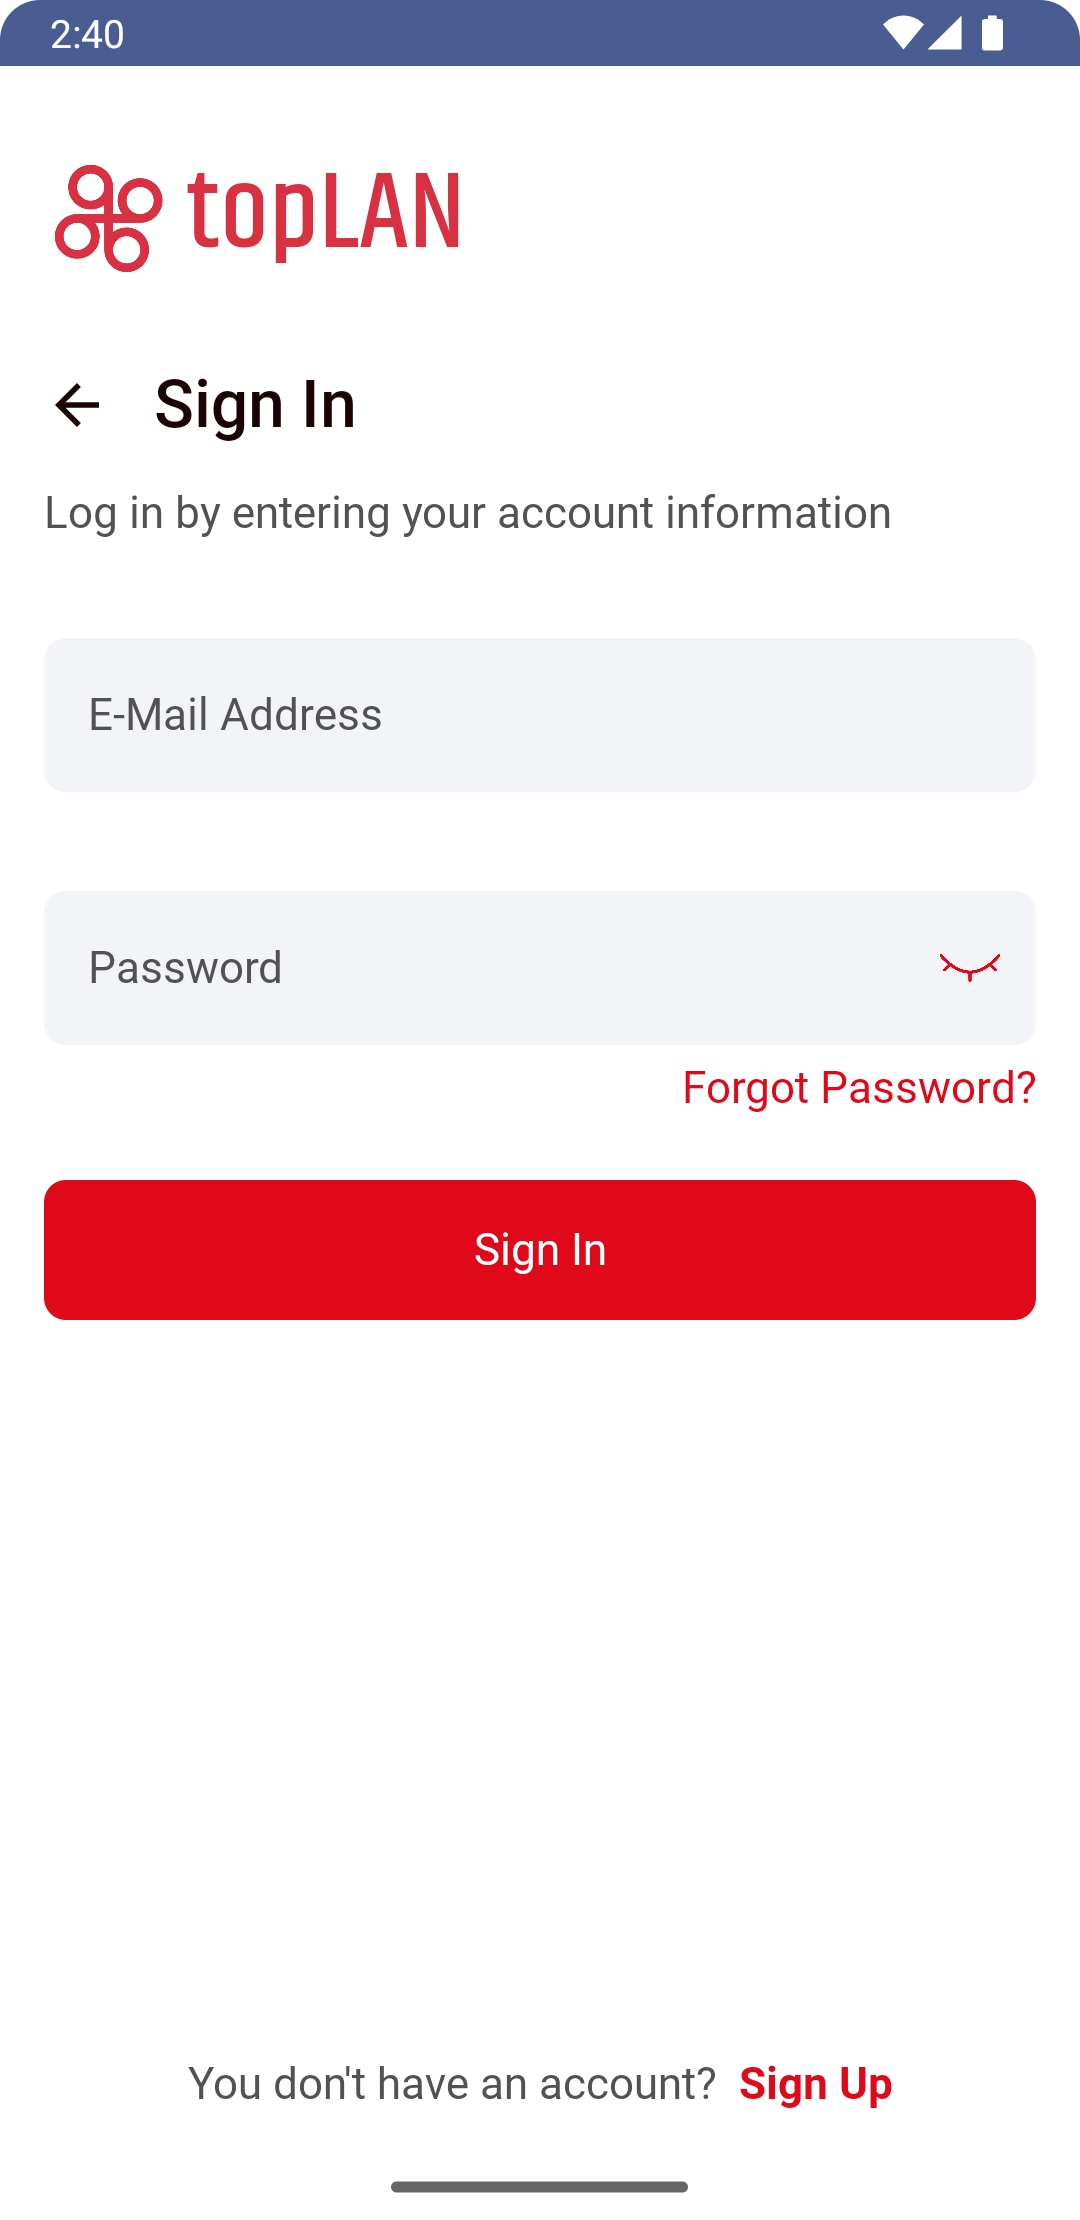 2:40
topLAN
Sign In
Log in by entering your account information
E-Mail Address
Password
Forgot Password?
Sign In
You don't have an account? Sign Up